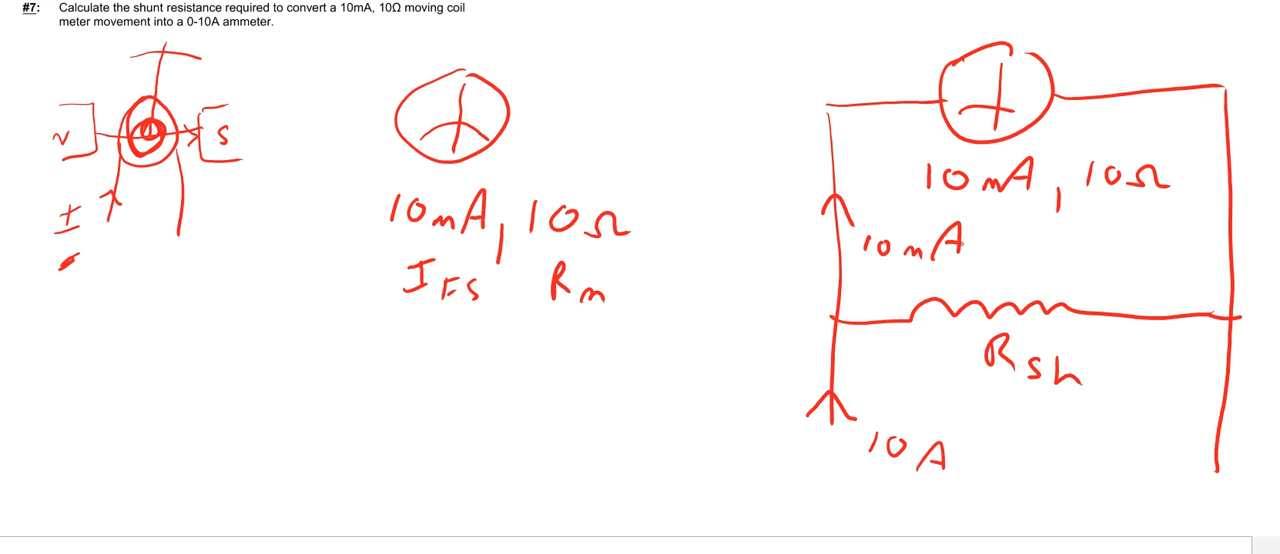 #7: Calculate the shunt resistance required to convert a 10mA, 10Ω moving coil
meter movement into a 0-10A ammeter.
N
S
±
10mA, 10Ω
I FS Rm
10mA, 10Ω
10mA
Rsh
10A